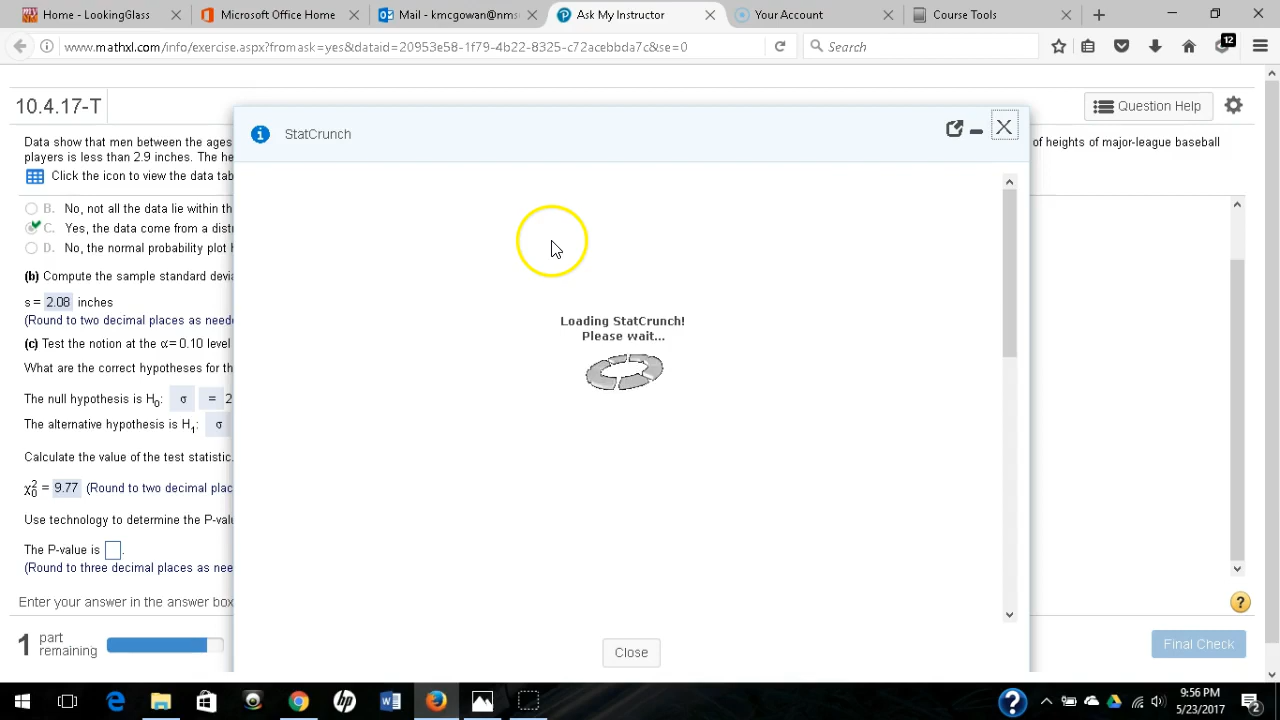 Home - LookingGlass
Microsoft Office Home
Mail - kmcgowan@nms
Ask My Instructor
Your Account
Course Tools
www.mathxl.com/info/exercise.aspx?fromask=yes&dataid=20953e58-1f79-4b22-8325-c72acebbda7c&se=0
Search
12
10.4.17-T
Question Help
StatCrunch
Data show that men between the ages
of heights of major-league baseball
players is less than 2.9 inches. The he
Click the icon to view the data tab
B. No, not all the data lie within th
C. Yes, the data come from a distr
D. No, the normal probability plot
(b) Compute the sample standard devi
s = 2.08 inches
(Round to two decimal places as neede
(c) Test the notion at the α= 0.10 level
What are the correct hypotheses for th
The null hypothesis is H0: σ = 2
The alternative hypothesis is H1: σ
Calculate the value of the test statistic.
χ²0 = 9.77 (Round to two decimal plac
Use technology to determine the P-valu
The P-value is .
(Round to three decimal places as nee
Enter your answer in the answer box
Loading StatCrunch!
Please wait...
Close
1 part
remaining
Final Check
9:56 PM
5/23/2017
2